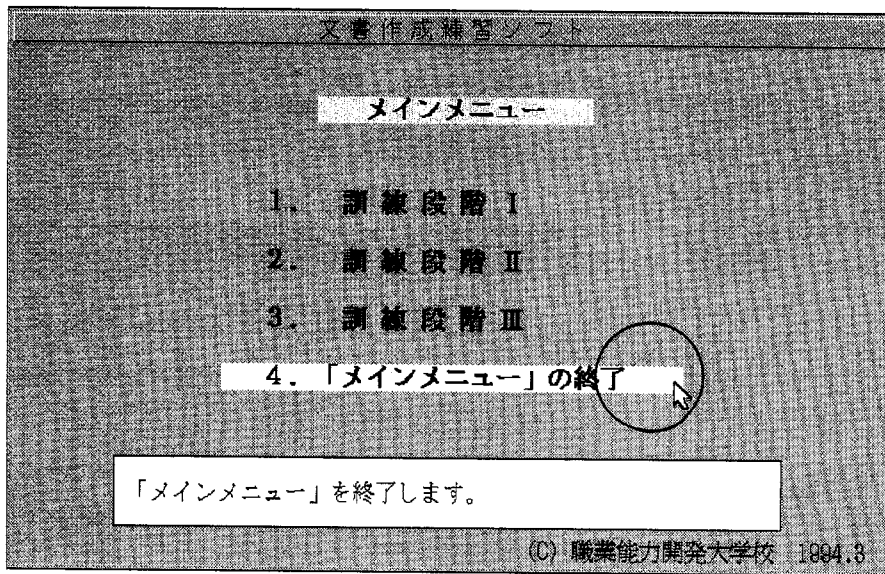 文書作成練習ソフト
メインメニュー
1. 訓練段階Ⅰ
2. 訓練段階Ⅱ
3. 訓練段階Ⅲ
4.「メインメニュー」の終了
「メインメニュー」を終了します。
(C) 職業能力開発大学校 1994.3